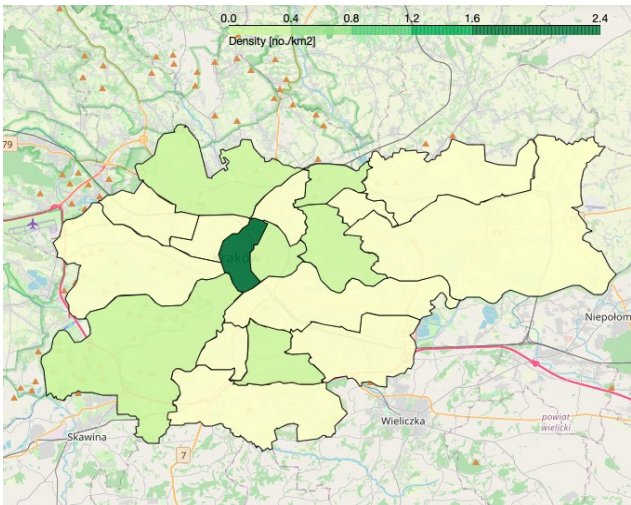 0.0 0.4 0.8 1.2 1.6 2.4
Density [no./km2]
79
Niepołom
Wieliczka
powiat
wielicki
Skawina
7